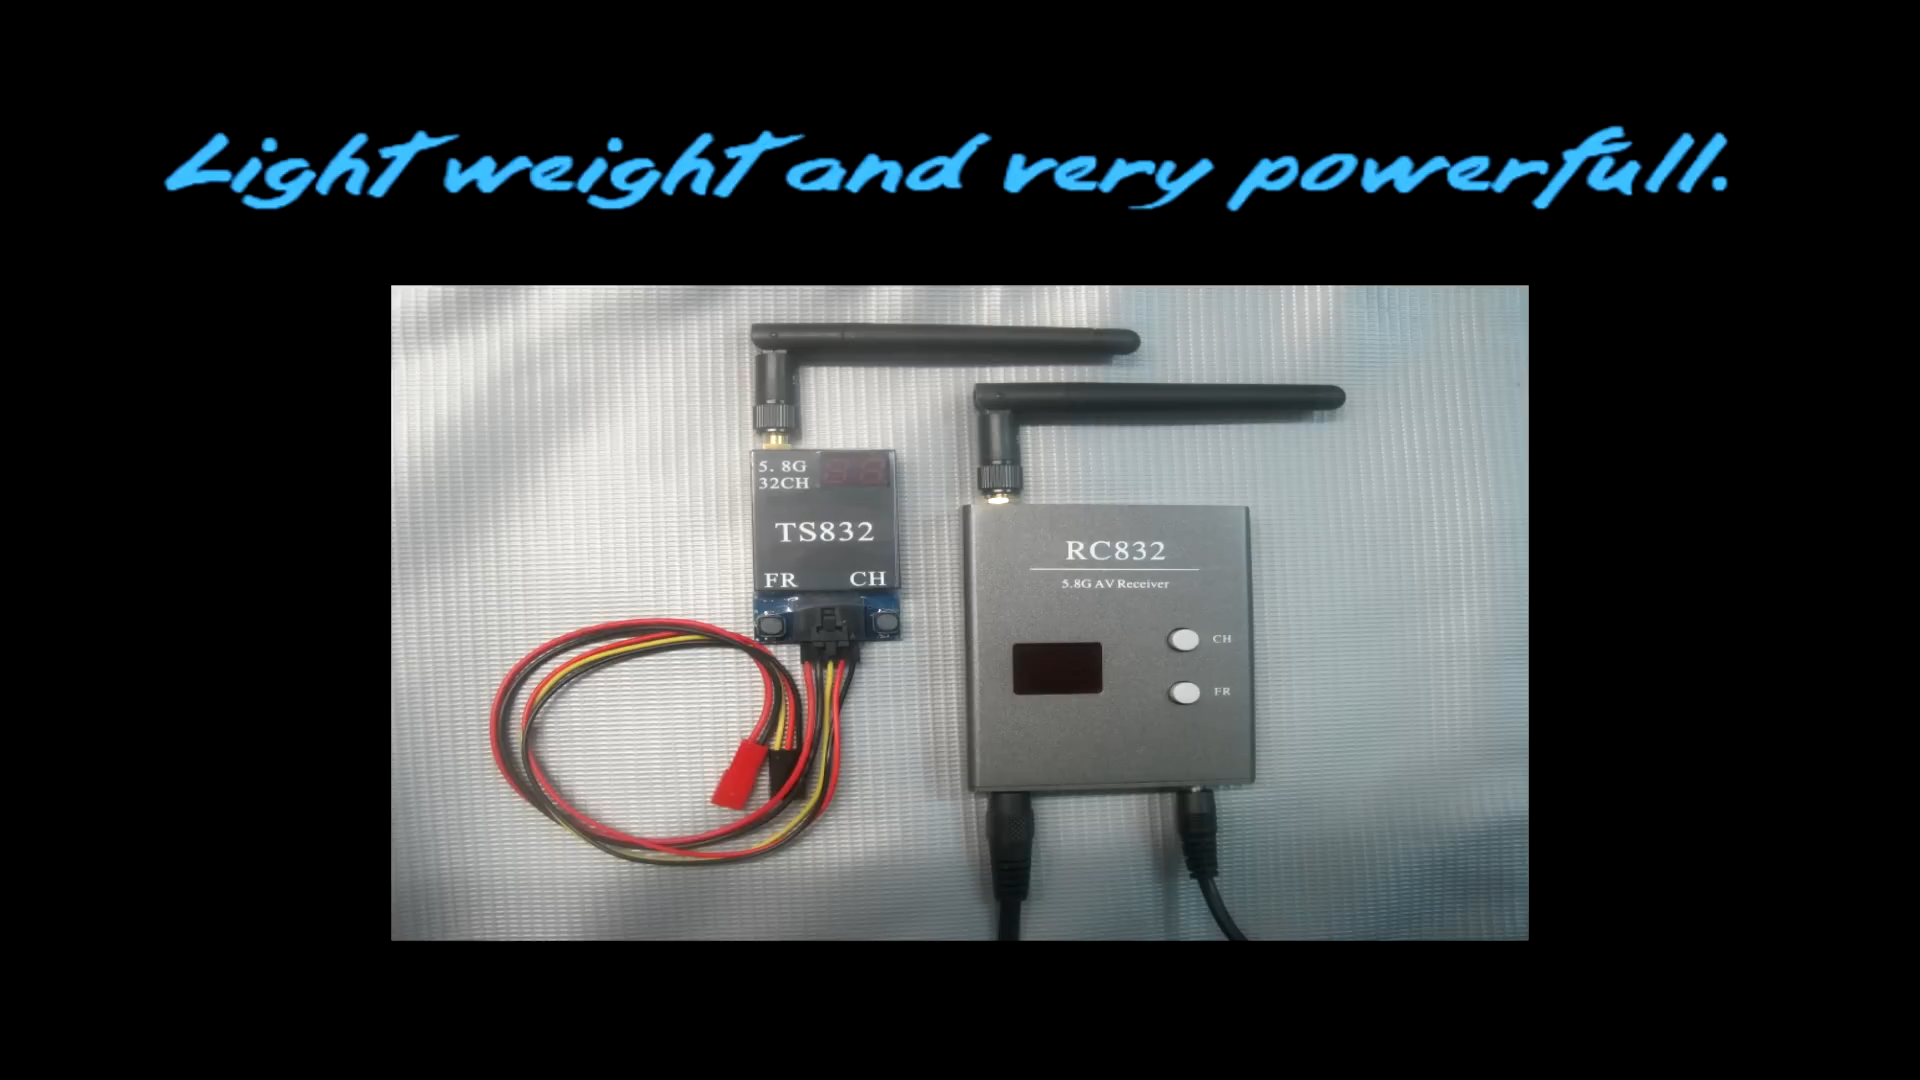 Light weight and very powerfull.
5.8G
32CH
TS832
FR CH
RC832
5.8G AV Receiver
CH
FR